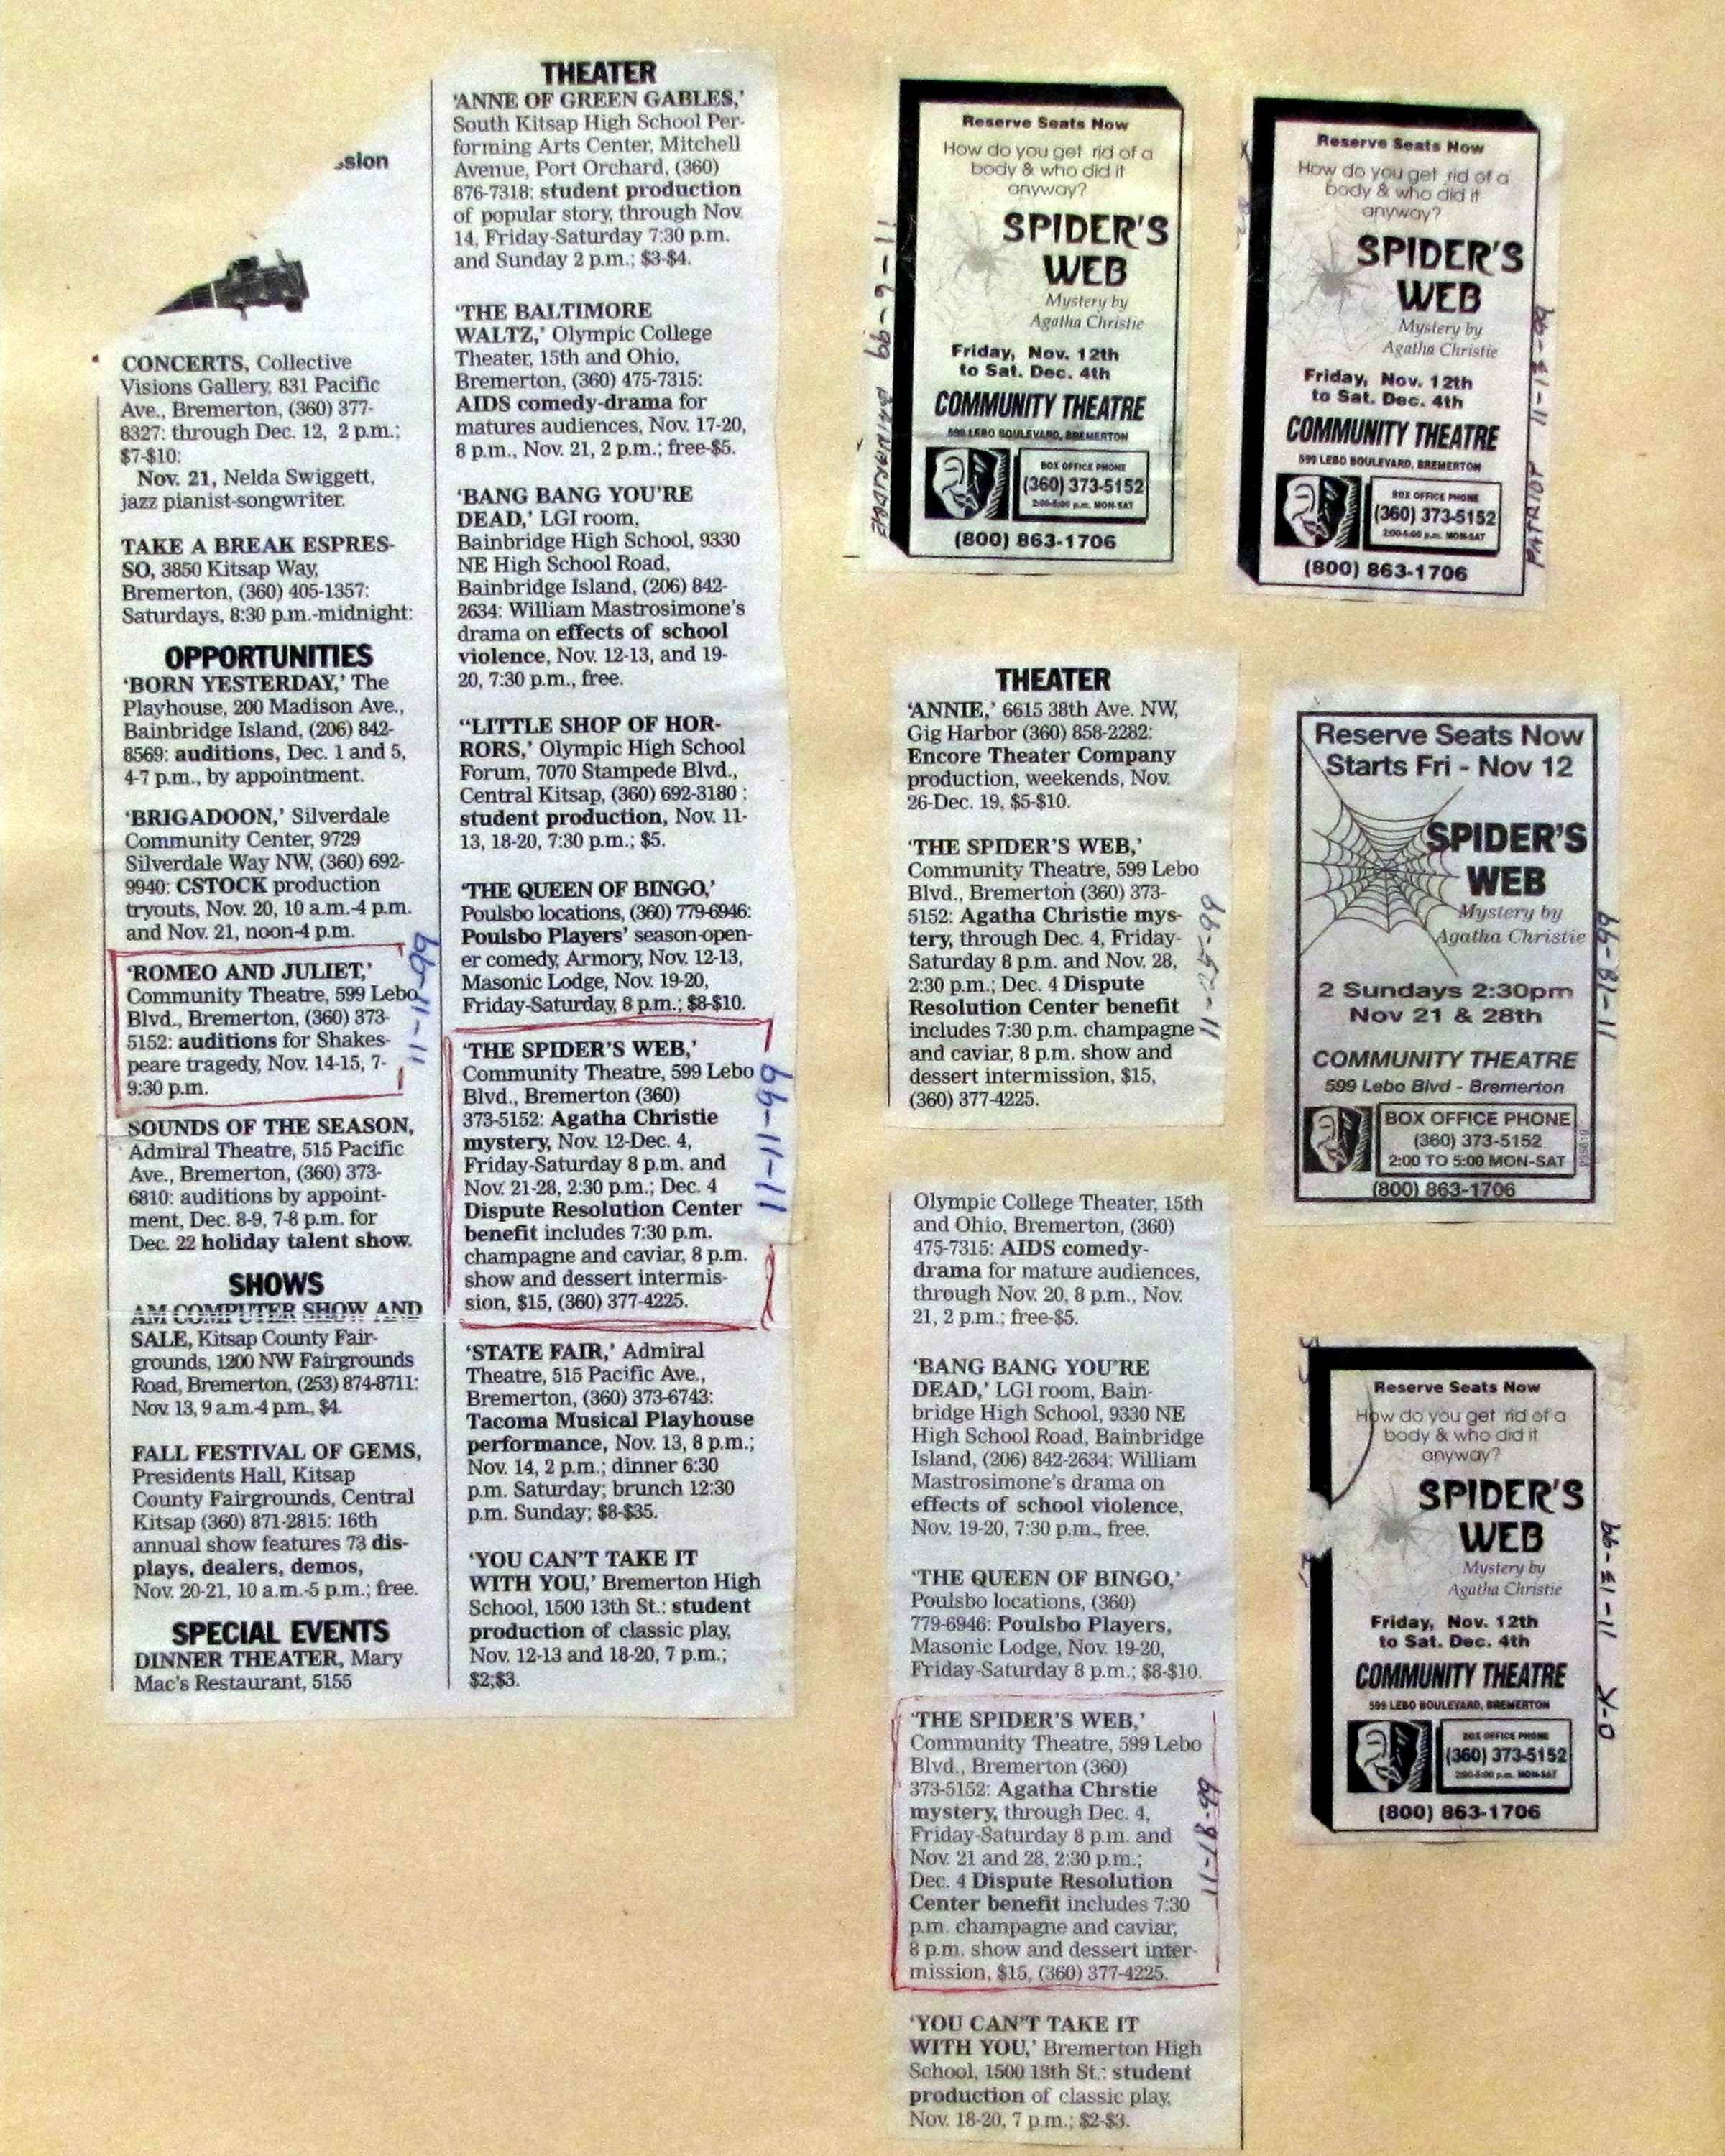 sion
CONCERTS, Collective
Visions Gallery, 831 Pacific
Ave., Bremerton, (360) 377-
8327: through Dec. 12, 2 p.m.;
$7-$10:
Nov. 21, Nelda Swiggett,
jazz pianist-songwriter.
TAKE A BREAK ESPRES-
SO, 3850 Kitsap Way,
Bremerton, (360) 405-1357:
Saturdays, 8:30 p.m.-midnight:
OPPORTUNITIES
'BORN YESTERDAY,' The
Playhouse, 200 Madison Ave.,
Bainbridge Island, (206) 842-
8569: auditions, Dec. 1 and 5,
4-7 p.m., by appointment.
'BRIGADOON,' Silverdale
Community Center, 9729
Silverdale Way NW, (360) 692-
9940: CSTOCK production
tryouts, Nov. 20, 10 a.m.-4 p.m.
and Nov. 21, noon-4 p.m.
'ROMEO AND JULIET,'
Community Theatre, 599 Lebo
Blvd., Bremerton, (360) 373-
5152: auditions for Shakes-
peare tragedy, Nov. 14-15, 7-
9:30 p.m.
11-11-99
SOUNDS OF THE SEASON,
Admiral Theatre, 515 Pacific
Ave., Bremerton, (360) 373-
6810: auditions by appoint-
ment, Dec. 8-9, 7-8 p.m. for
Dec. 22 holiday talent show.
SHOWS
AM COMPUTER SHOW AND
SALE, Kitsap County Fair-
grounds, 1200 NW Fairgrounds
Road, Bremerton, (253) 874-8711:
Nov. 13, 9 a.m.-4 p.m., $4.
FALL FESTIVAL OF GEMS,
Presidents Hall, Kitsap
County Fairgrounds, Central
Kitsap (360) 871-2815: 16th
annual show features 73 dis-
plays, dealers, demos,
Nov. 20-21, 10 a.m.-5 p.m.; free.
SPECIAL EVENTS
DINNER THEATER, Mary
Mac's Restaurant, 5155
THEATER
'ANNE OF GREEN GABLES,'
South Kitsap High School Per-
forming Arts Center, Mitchell
Avenue, Port Orchard, (360)
876-7318: student production
of popular story, through Nov.
14, Friday-Saturday 7:30 p.m.
and Sunday 2 p.m.; $3-$4.
'THE BALTIMORE
WALTZ,' Olympic College
Theater, 15th and Ohio,
Bremerton, (360) 475-7315:
AIDS comedy-drama for
matures audiences, Nov. 17-20,
8 p.m., Nov. 21, 2 p.m.; free-$5.
'BANG BANG YOU'RE
DEAD,' LGI room,
Bainbridge High School, 9330
NE High School Road,
Bainbridge Island, (206) 842-
2634: William Mastrosimone's
drama on effects of school
violence, Nov. 12-13, and 19-
20, 7:30 p.m., free.
"LITTLE SHOP OF HOR-
RORS,' Olympic High School
Forum, 7070 Stampede Blvd.,
Central Kitsap, (360) 692-3180 :
student production, Nov. 11-
13, 18-20, 7:30 p.m.; $5.
'THE QUEEN OF BINGO,'
Poulsbo locations, (360) 779-6946:
Poulsbo Players' season-open-
er comedy, Armory, Nov. 12-13,
Masonic Lodge, Nov. 19-20,
Friday-Saturday, 8 p.m.; $8-$10.
'THE SPIDER'S WEB,'
Community Theatre, 599 Lebo
Blvd., Bremerton (360)
373-5152: Agatha Christie
mystery, Nov. 12-Dec. 4,
Friday-Saturday 8 p.m. and
Nov. 21-28, 2:30 p.m.; Dec. 4
Dispute Resolution Center
benefit includes 7:30 p.m.
champagne and caviar, 8 p.m.
show and dessert intermis-
sion, $15, (360) 377-4225.
11-11-99
'STATE FAIR,' Admiral
Theatre, 515 Pacific Ave.,
Bremerton, (360) 373-6743:
Tacoma Musical Playhouse
performance, Nov. 13, 8 p.m.;
Nov. 14, 2 p.m.; dinner 6:30
p.m. Saturday; brunch 12:30
p.m. Sunday; $8-$35.
'YOU CAN'T TAKE IT
WITH YOU,' Bremerton High
School, 1500 13th St.: student
production of classic play,
Nov. 12-13 and 18-20, 7 p.m.;
$2,$3.
Reserve Seats Now
How do you get rid of a
body & who did it
anyway?
SPIDER'S
WEB
Mystery by
Agatha Christie
Friday, Nov. 12th
to Sat. Dec. 4th
COMMUNITY THEATRE
599 LEBO BOULEVARD, BREMERTON
BOX OFFICE PHONE
(360) 373-5152
2:00-5:00 p.m. MON-SAT
(800) 863-1706
11-6-99 BAINBRIDGE
Reserve Seats Now
How do you get rid of a
body & who did it
anyway?
SPIDER'S
WEB
Mystery by
Agatha Christie
Friday, Nov. 12th
to Sat. Dec. 4th
COMMUNITY THEATRE
599 LEBO BOULEVARD, BREMERTON
BOX OFFICE PHONE
(360) 373-5152
2:00-5:00 p.m. MON-SAT
(800) 863-1706
11-13-99 PATRIOT
THEATER
'ANNIE,' 6615 38th Ave. NW,
Gig Harbor (360) 858-2282:
Encore Theater Company
production, weekends, Nov.
26-Dec. 19, $5-$10.
'THE SPIDER'S WEB,'
Community Theatre, 599 Lebo
Blvd., Bremerton (360) 373-
5152: Agatha Christie mys-
tery, through Dec. 4, Friday-
Saturday 8 p.m. and Nov. 28,
2:30 p.m.; Dec. 4 Dispute
Resolution Center benefit
includes 7:30 p.m. champagne
and caviar, 8 p.m. show and
dessert intermission, $15,
(360) 377-4225.
11-25-99
Olympic College Theater, 15th
and Ohio, Bremerton, (360)
475-7315: AIDS comedy-
drama for mature audiences,
through Nov. 20, 8 p.m., Nov.
21, 2 p.m.; free-$5.
'BANG BANG YOU'RE
DEAD,' LGI room, Bain-
bridge High School, 9330 NE
High School Road, Bainbridge
Island, (206) 842-2634: William
Mastrosimone's drama on
effects of school violence,
Nov. 19-20, 7:30 p.m., free.
'THE QUEEN OF BINGO,'
Poulsbo locations, (360)
779-6946: Poulsbo Players,
Masonic Lodge, Nov. 19-20,
Friday-Saturday 8 p.m.; $8-$10.
'THE SPIDER'S WEB,'
Community Theatre, 599 Lebo
Blvd., Bremerton (360)
373-5152: Agatha Chrstie
mystery, through Dec. 4,
Friday-Saturday 8 p.m. and
Nov. 21 and 28, 2:30 p.m.;
Dec. 4 Dispute Resolution
Center benefit includes 7:30
p.m. champagne and caviar,
8 p.m. show and dessert inter-
mission, $15, (360) 377-4225.
11-18-99
'YOU CAN'T TAKE IT
WITH YOU,' Bremerton High
School, 1500 13th St.: student
production of classic play,
Nov. 18-20, 7 p.m.; $2-$3.
Reserve Seats Now
Starts Fri - Nov 12
SPIDER'S
WEB
Mystery by
Agatha Christie
2 Sundays 2:30pm
Nov 21 & 28th
COMMUNITY THEATRE
599 Lebo Blvd - Bremerton
BOX OFFICE PHONE
(360) 373-5152
2:00 TO 5:00 MON-SAT
(800) 863-1706
11-18-99
Reserve Seats Now
How do you get rid of a
body & who did it
anyway?
SPIDER'S
WEB
Mystery by
Agatha Christie
Friday, Nov. 12th
to Sat. Dec. 4th
COMMUNITY THEATRE
599 LEBO BOULEVARD, BREMERTON
BOX OFFICE PHONE
(360) 373-5152
2:00-5:00 p.m. MON-SAT
(800) 863-1706
11-13-99